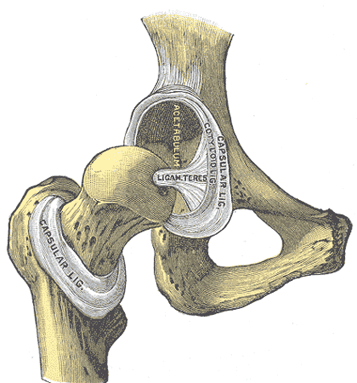 ACETABULUM
COTYLOID LIG.
CAPSULAR LIG.
LIGAM. TERES
CAPSULAR LIG.